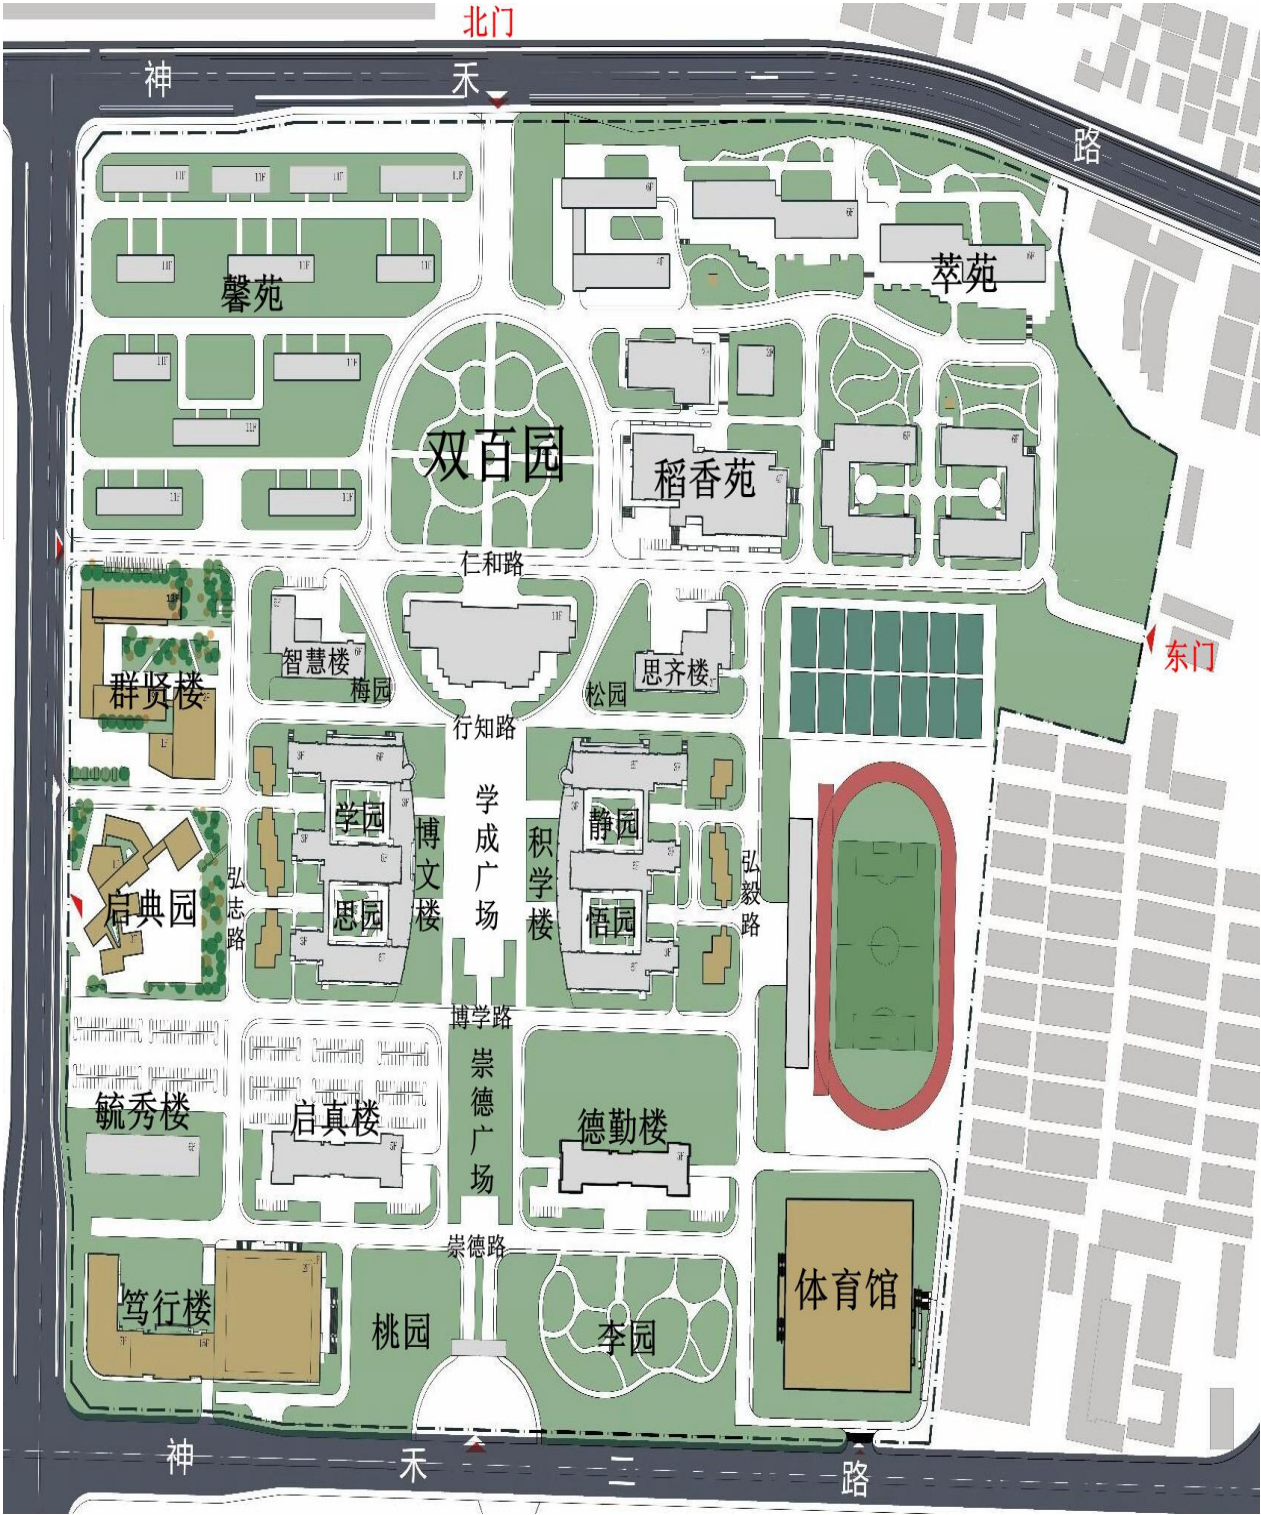 北门
神禾一路
馨苑
萃苑
双百园
稻香苑
仁和路
智慧楼
思齐楼
东门
群贤楼
梅园
松园
行知路
学园
静园
学成广场
博文楼
积学楼
弘志路
弘毅路
启典园
思园
悟园
博学路
崇德广场
毓秀楼
启真楼
德勤楼
崇德路
笃行楼
桃园
李园
体育馆
神禾二路